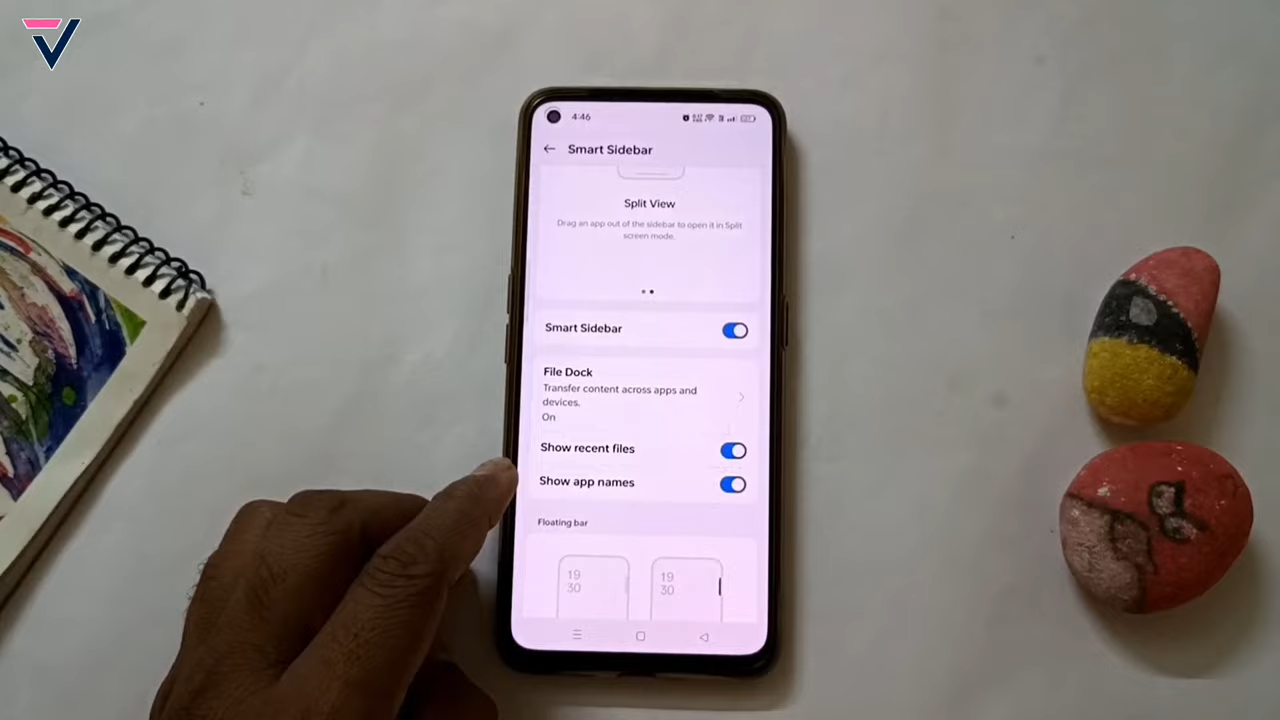 4:46
Smart Sidebar
Split View
Drag an app out of the sidebar to open it in Split
screen mode.
Smart Sidebar
File Dock
Transfer content across apps and
devices.
On
Show recent files
Show app names
Floating bar
19
30
19
30